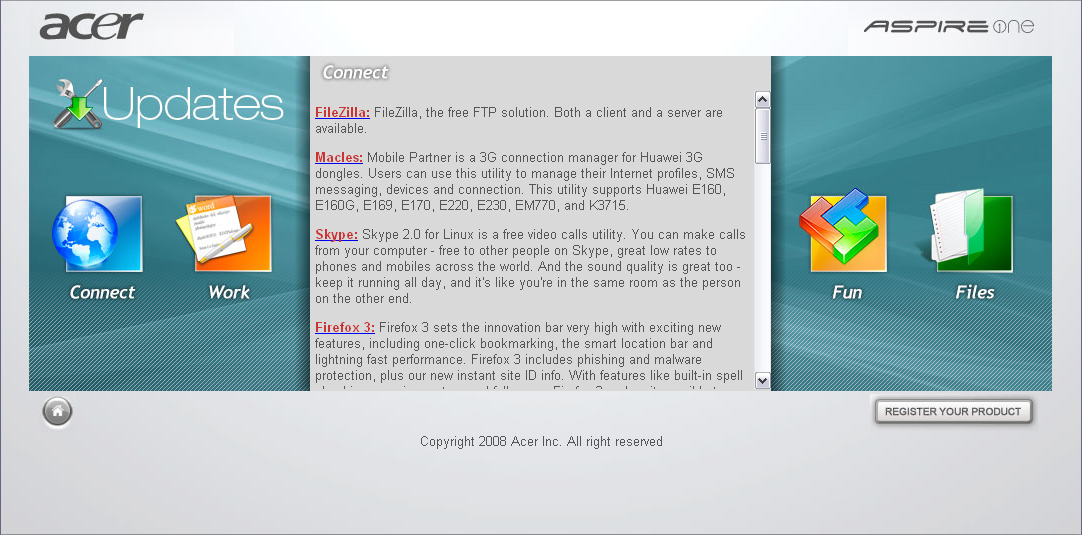 acer
ASPIRE one
Updates
Connect
FileZilla: FileZilla, the free FTP solution. Both a client and a server are
available.
Macles: Mobile Partner is a 3G connection manager for Huawei 3G
dongles. Users can use this utility to manage their Internet profiles, SMS
messaging, devices and connection. This utility supports Huawei E160,
E160G, E169, E170, E220, E230, EM770, and K3715.
Skype: Skype 2.0 for Linux is a free video calls utility. You can make calls
from your computer - free to other people on Skype, great low rates to
phones and mobiles across the world. And the sound quality is great too -
keep it running all day, and it's like you're in the same room as the person
on the other end.
Firefox 3: Firefox 3 sets the innovation bar very high with exciting new
features, including one-click bookmarking, the smart location bar and
lightning fast performance. Firefox 3 includes phishing and malware
protection, plus our new instant site ID info. With features like built-in spell
word
Connect
Work
Fun
Files
REGISTER YOUR PRODUCT
Copyright 2008 Acer Inc. All right reserved